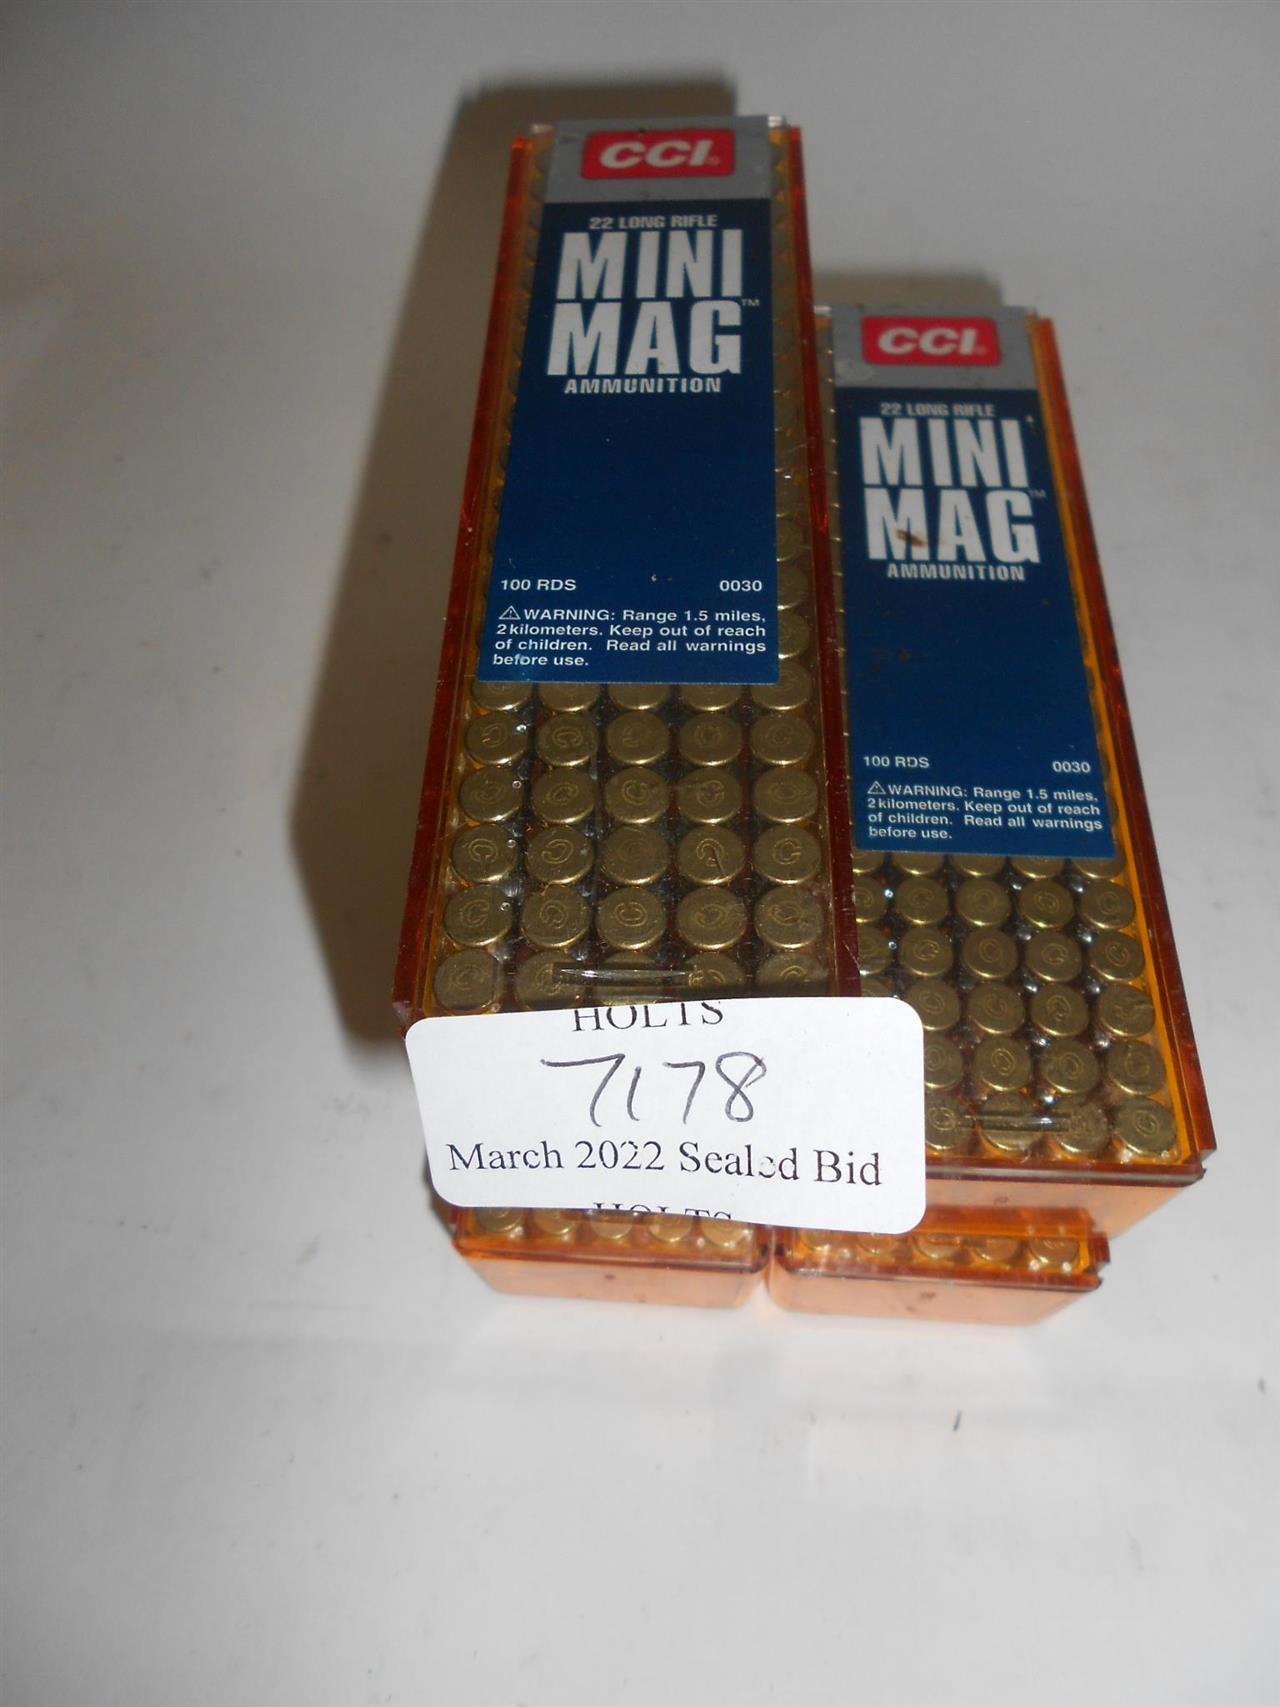 CCI
22 LONG RIFLE
MINI
MAG™
AMMUNITION
100 RDS 0030
⚠WARNING: Range 1.5 miles,
2 kilometers. Keep out of reach
of children. Read all warnings
before use.
CCI
22 LONG RIFLE
MINI
MAG™
AMMUNITION
100 RDS 0030
⚠WARNING: Range 1.5 miles,
2 kilometers. Keep out of reach
of children. Read all warnings
before use.
HOLTS
7178
March 2022 Sealed Bid
HOLTS